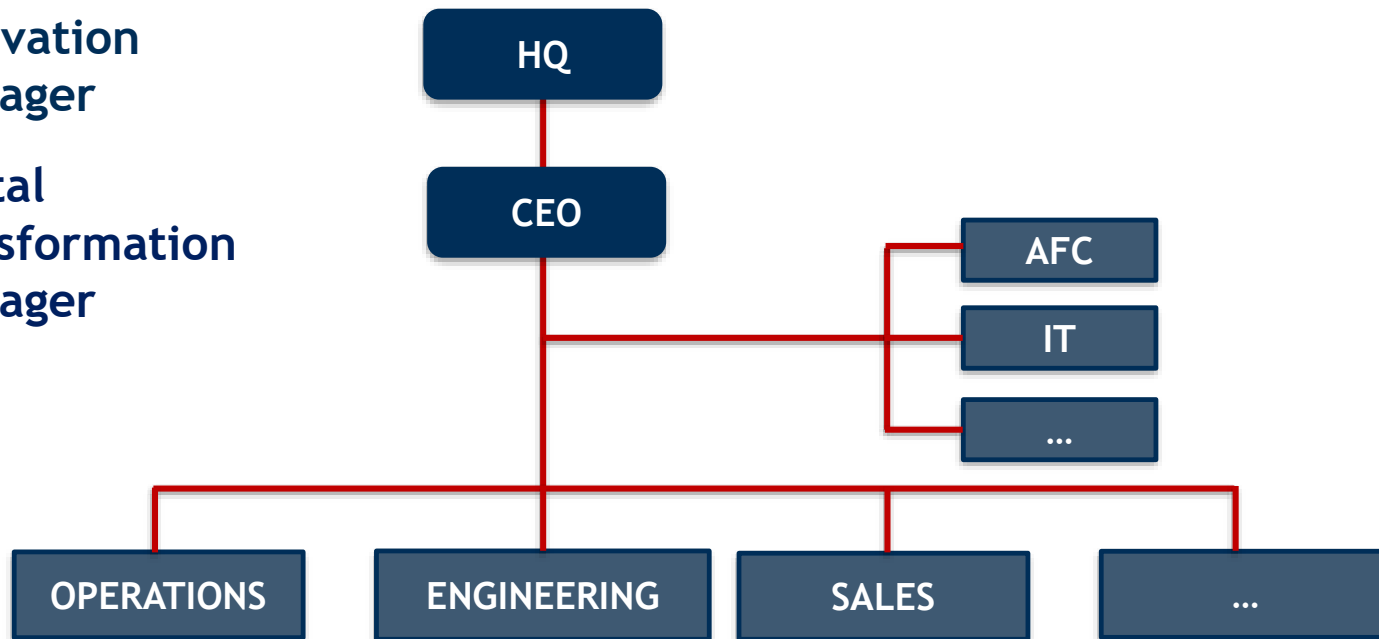 vation
ager
tal
sformation
ager
HQ
CEO
AFC
IT
...
OPERATIONS
ENGINEERING
SALES
...